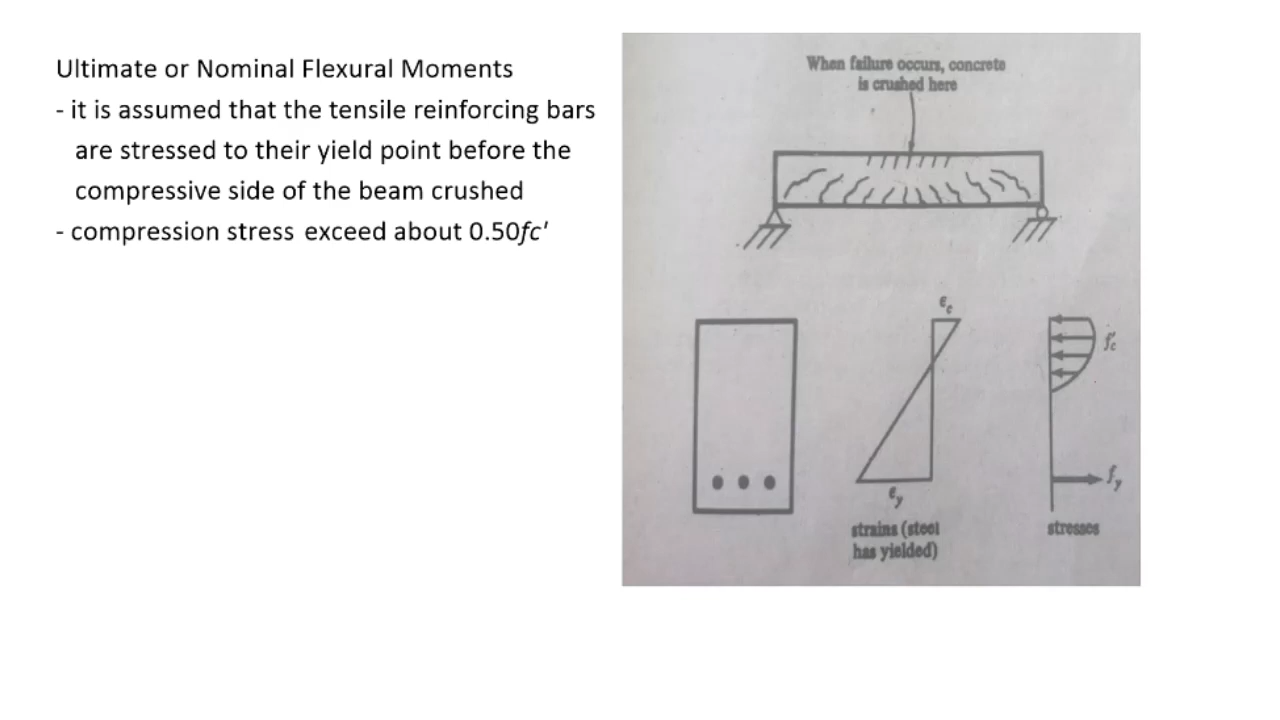 Ultimate or Nominal Flexural Moments
- it is assumed that the tensile reinforcing bars
are stressed to their yield point before the
compressive side of the beam crushed
- compression stress exceed about 0.50fc'
When failure occurs, concrete
is crushed here
ϵc
f'c
fy
ϵy
strains (steel
has yielded)
stresses